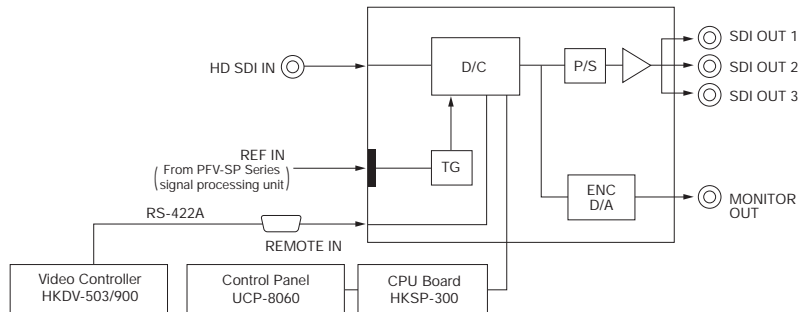 HD SDI IN
D/C
P/S
SDI OUT 1
SDI OUT 2
SDI OUT 3
REF IN
(From PFV-SP Series
signal processing unit)
TG
ENC
D/A
MONITOR
OUT
RS-422A
REMOTE IN
Video Controller
HKDV-503/900
Control Panel
UCP-8060
CPU Board
HKSP-300